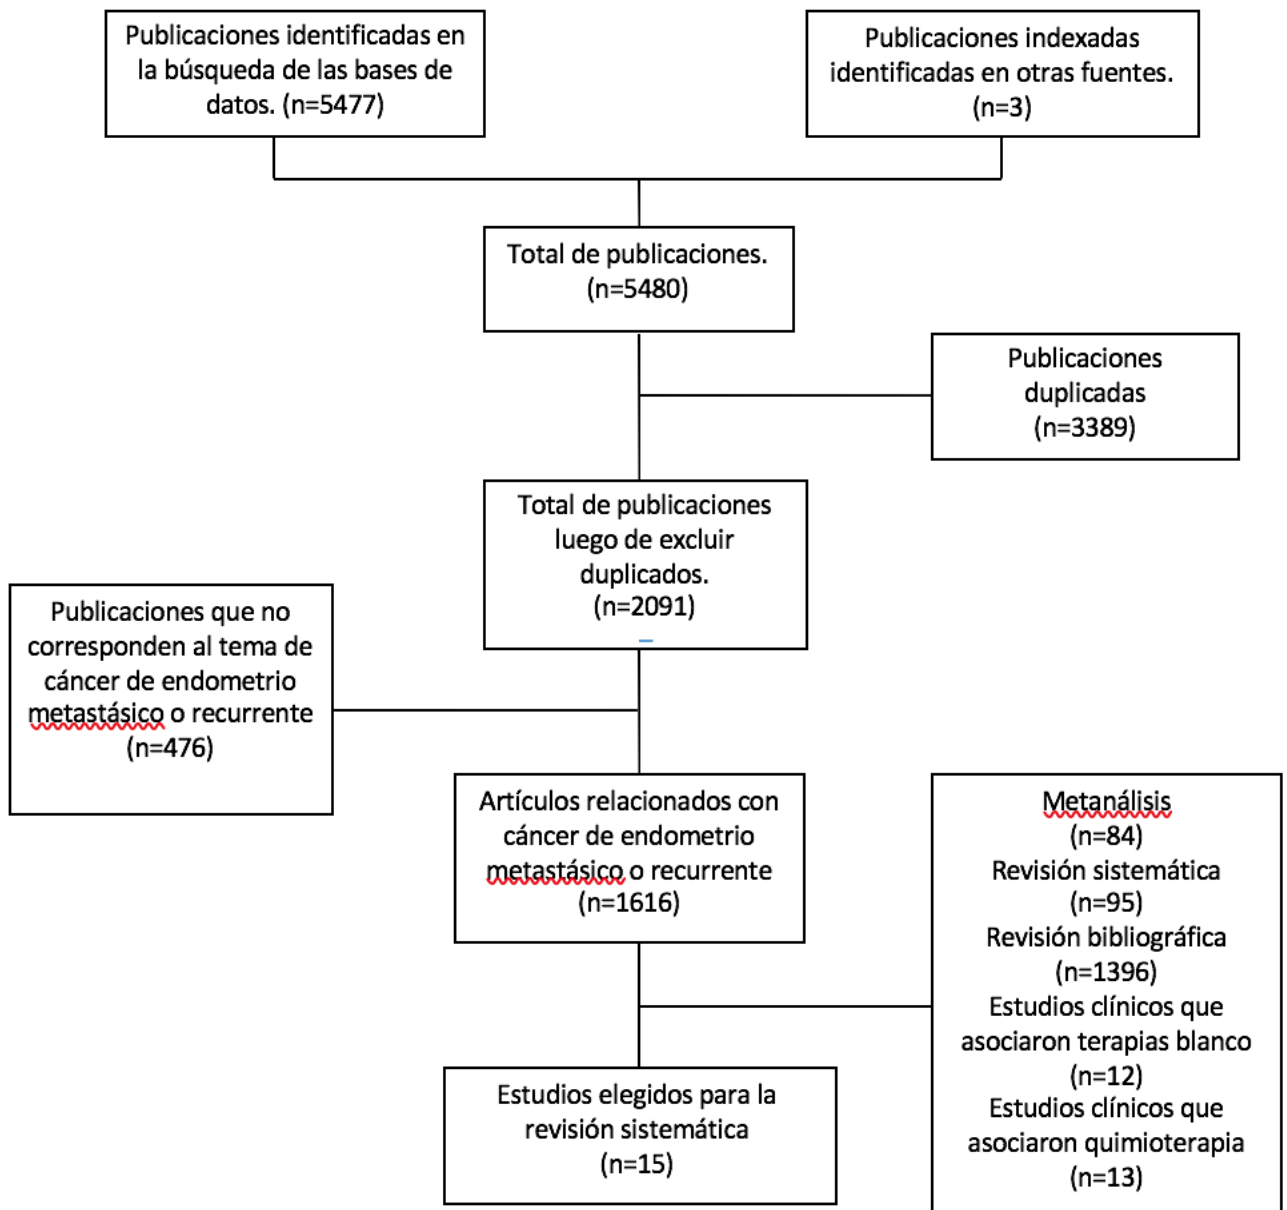 Publicaciones identificadas en
la búsqueda de las bases de
datos. (n=5477)
Publicaciones indexadas
identificadas en otras fuentes.
(n=3)
Total de publicaciones.
(n=5480)
Publicaciones
duplicadas
(n=3389)
Total de publicaciones
luego de excluir
duplicados.
(n=2091)
Publicaciones que no
corresponden al tema de
cáncer de endometrio
metastásico o recurrente
(n=476)
Artículos relacionados con
cáncer de endometrio
metastásico o recurrente
(n=1616)
Metanálisis
(n=84)
Revisión sistemática
(n=95)
Revisión bibliográfica
(n=1396)
Estudios clínicos que
asociaron terapias blanco
(n=12)
Estudios clínicos que
asociaron quimioterapia
(n=13)
Estudios elegidos para la
revisión sistemática
(n=15)